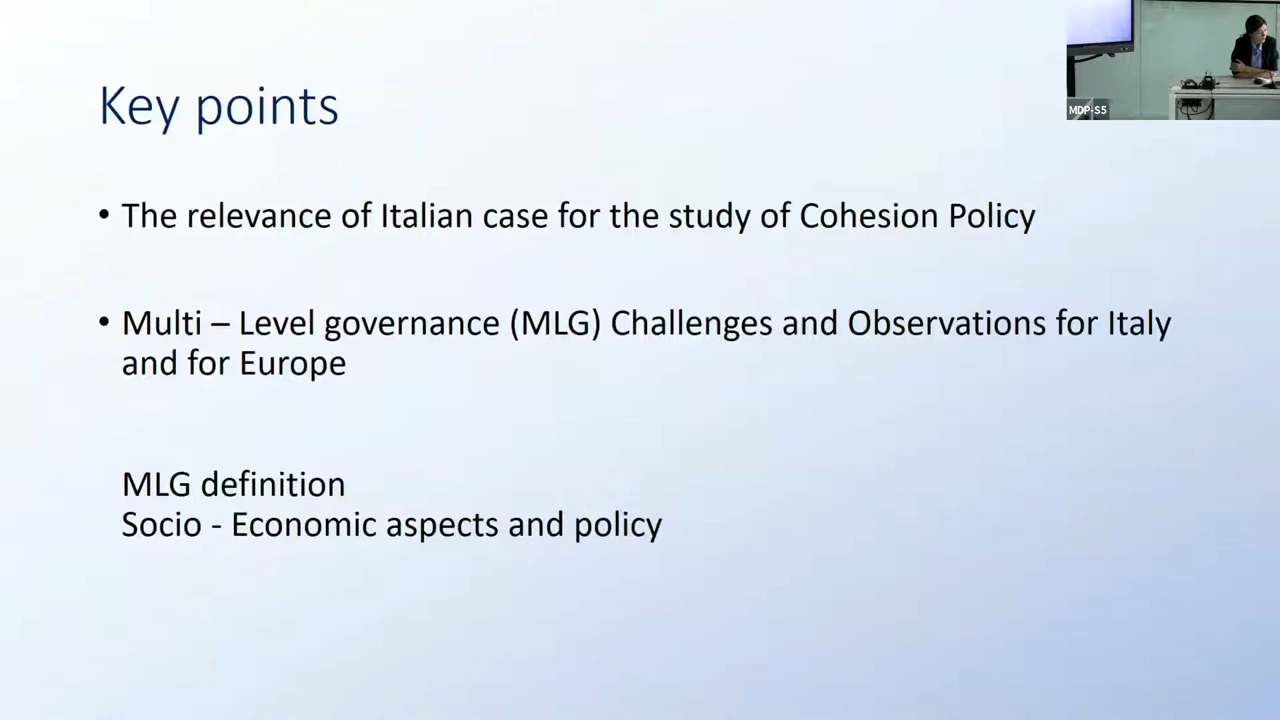 MDP-S5
Key points
• The relevance of Italian case for the study of Cohesion Policy
• Multi – Level governance (MLG) Challenges and Observations for Italy
and for Europe
MLG definition
Socio - Economic aspects and policy